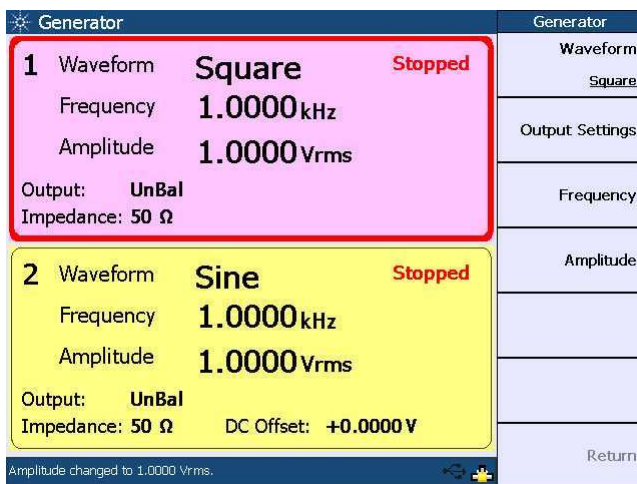 Generator
1 Waveform Square Stopped
Frequency 1.0000 kHz
Amplitude 1.0000 Vrms
Output: UnBal
Impedance: 50 Ω
2 Waveform Sine Stopped
Frequency 1.0000 kHz
Amplitude 1.0000 Vrms
Output: UnBal
Impedance: 50 Ω DC Offset: +0.0000 V
Amplitude changed to 1.0000 Vrms.
Generator
Waveform
Square
Output Settings
Frequency
Amplitude
Return